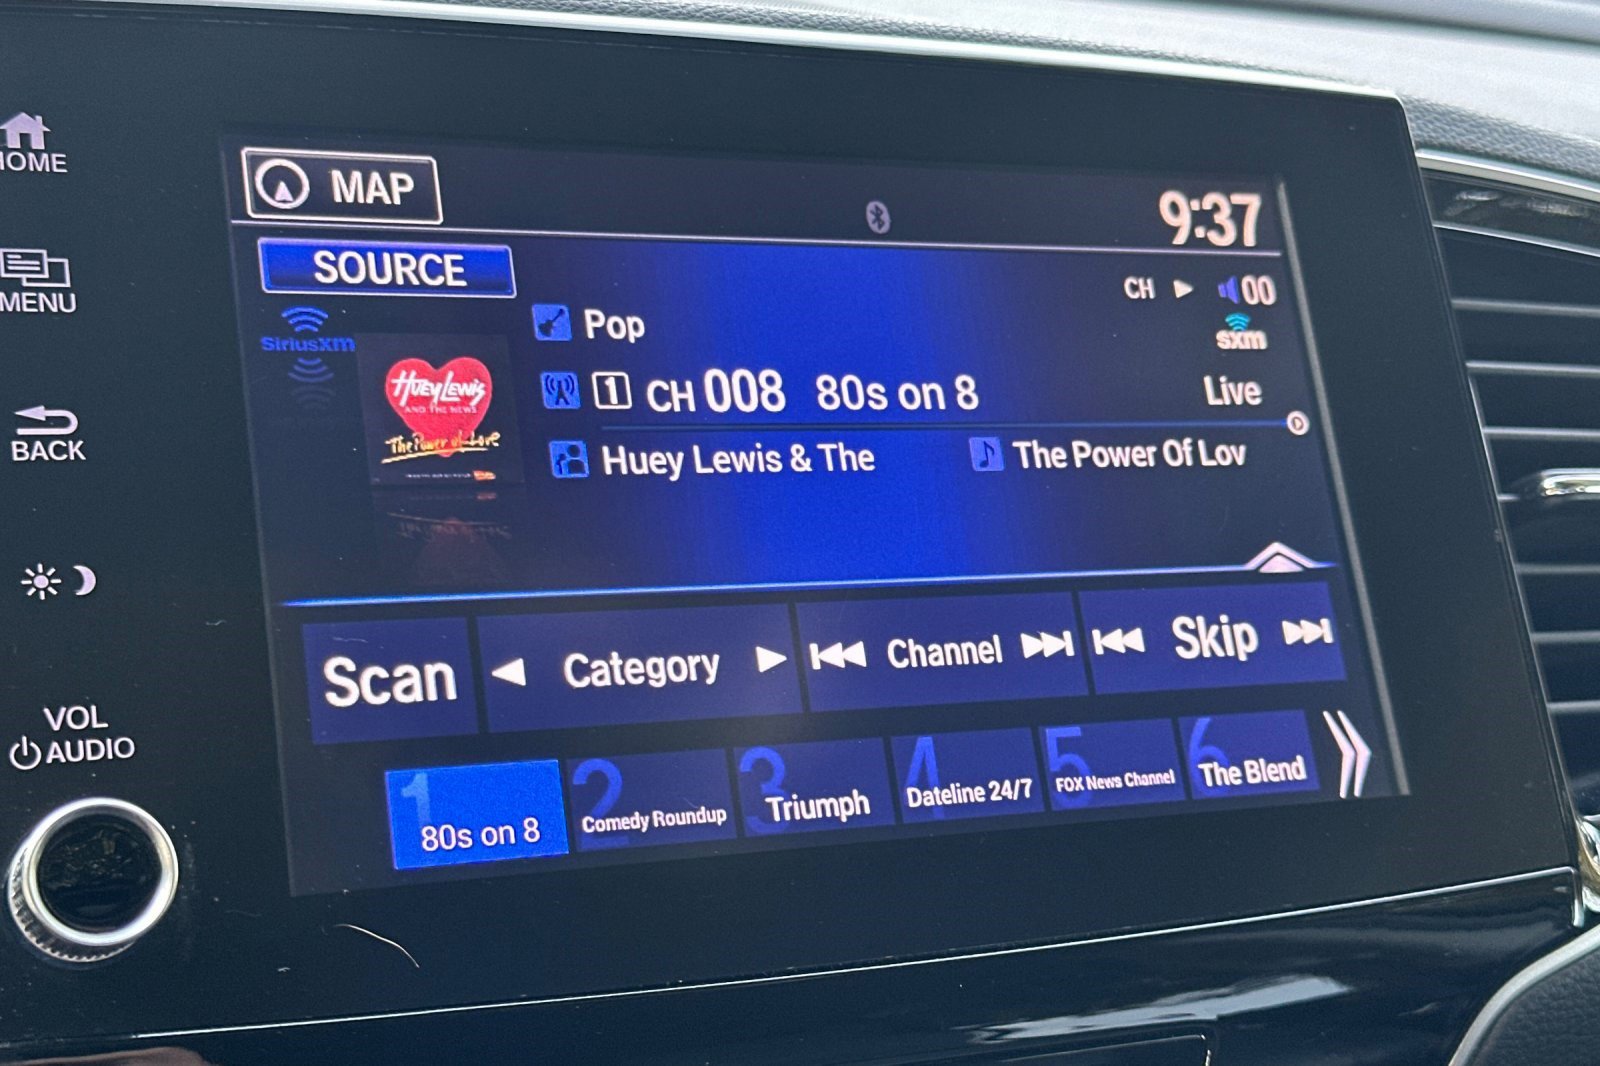 HOME
MAP
9:37
SOURCE
CH
00
MENU
SiriusXM
Pop
sxm
HUEY LEWIS
AND THE NEWS
The Power of Love
1 CH 008 80s on 8
Live
BACK
Huey Lewis & The
The Power Of Lov
Scan
Category
Channel
Skip
VOL
AUDIO
1
80s on 8
2
Comedy Roundup
3
Triumph
4
Dateline 24/7
5
FOX News Channel
6
The Blend